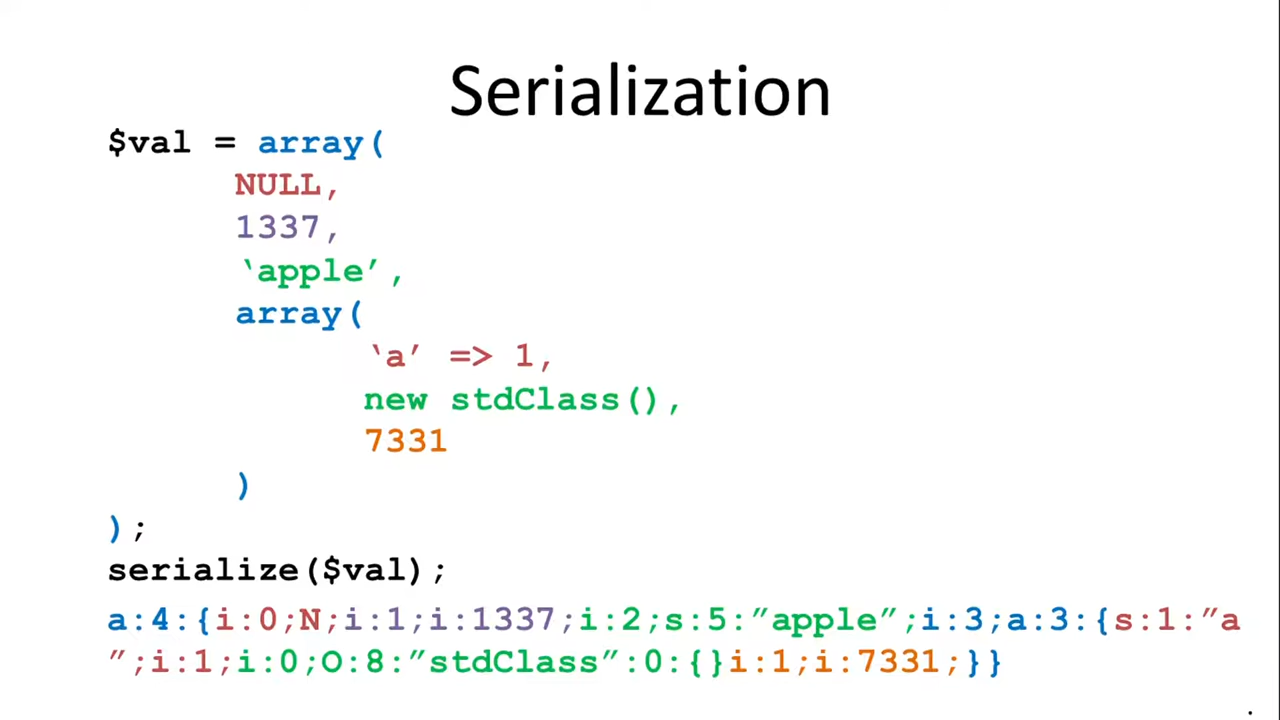 Serialization
$val = array(
NULL,
1337,
‘apple’,
array(
‘a’ => 1,
new stdClass(),
7331
)
);
serialize($val);
a:4:{i:0;N;i:1;i:1337;i:2;s:5:”apple”;i:3;a:3:{s:1:”a
”;i:1;i:0;O:8:”stdClass”:0:{}i:1;i:7331;}}
.